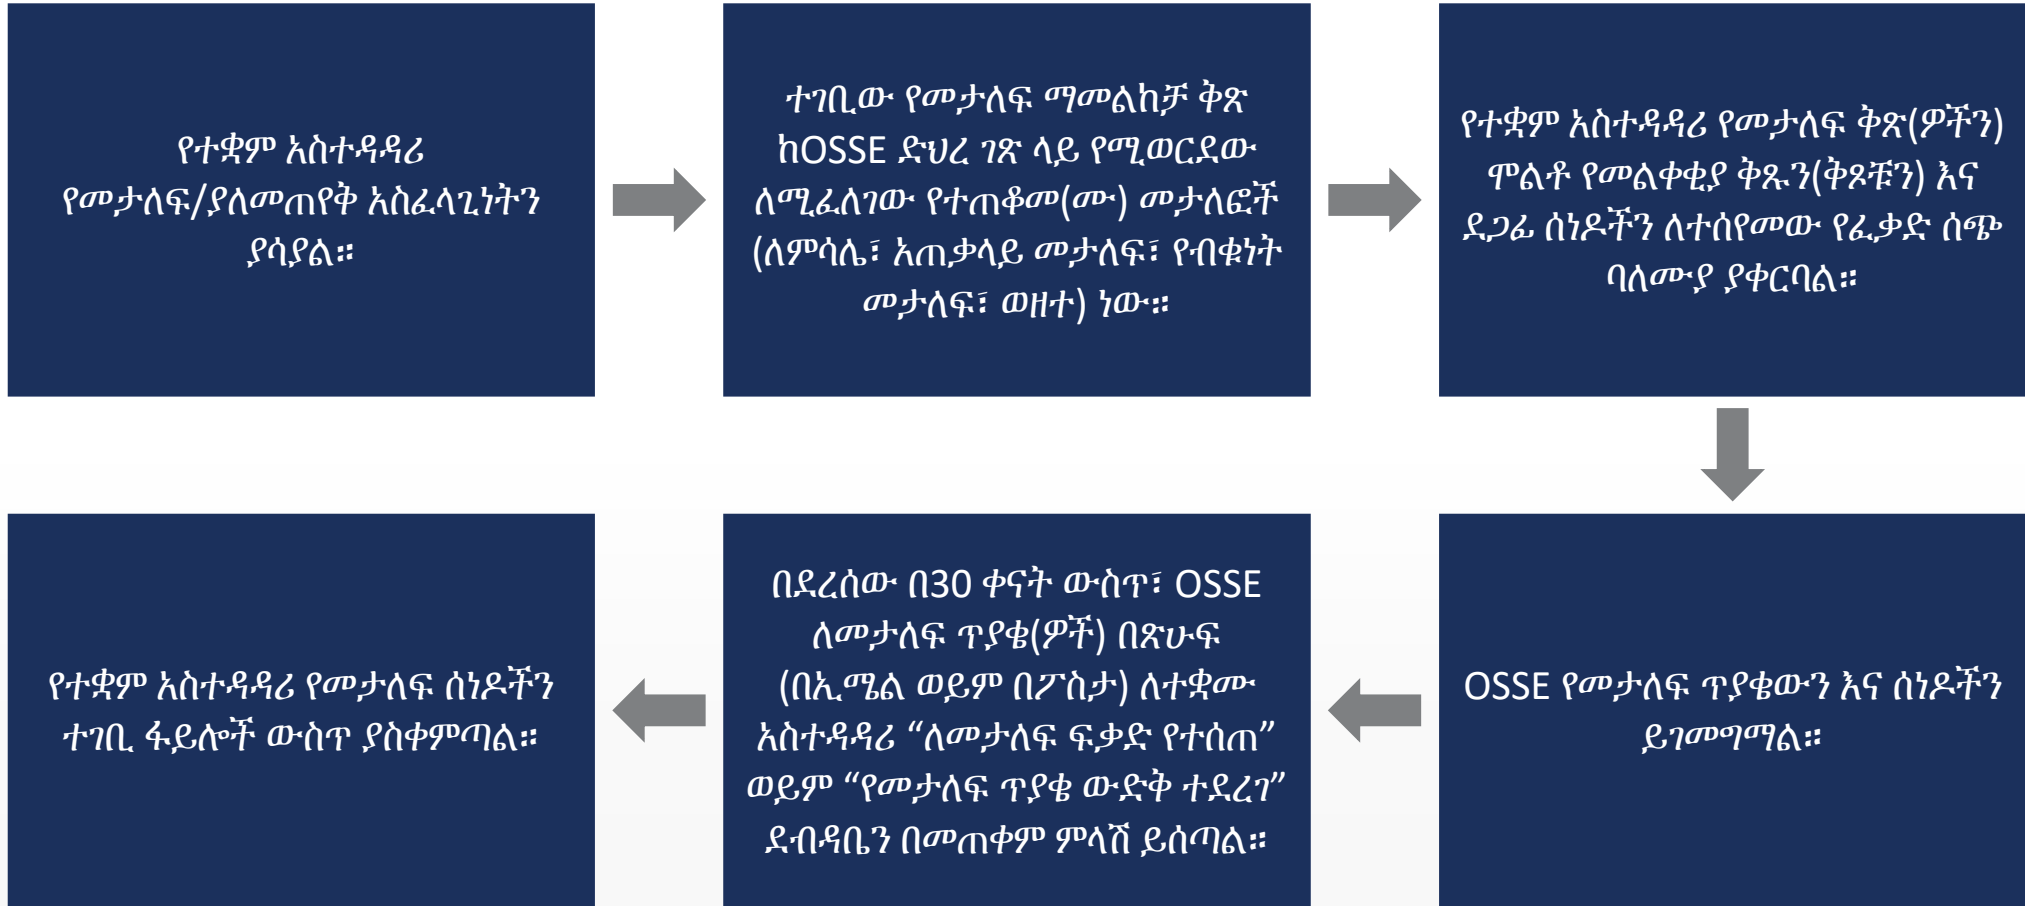 የተቋም አስተዳዳሪ
የመታለፍ/ያለመጠየቅ አስፈላጊነትን
ያሳያል።
ተገቢው የመታለፍ ማመልከቻ ቅጽ
ከOSSE ድህረ ገጽ ላይ የሚወርደው
ለሚፈለገው የተጠቆመ(ሙ) መታለፎች
(ለምሳሌ፣ አጠቃላይ መታለፍ፣ የብቁነት
መታለፍ፣ ወዘተ) ነው።
የተቋም አስተዳዳሪ የመታለፍ ቅጽ(ዎችን)
ሞልቶ የመልቀቂያ ቅጹን(ቅጾቹን) እና
ደጋፊ ሰነዶችን ለተሰየመው የፈቃድ ሰጭ
ባለሙያ ያቀርባል።
OSSE የመታለፍ ጥያቄውን እና ሰነዶችን
ይገመግማል።
በደረሰው በ30 ቀናት ውስጥ፣ OSSE
ለመታለፍ ጥያቄ(ዎች) በጽሁፍ
(በኢሜል ወይም በፖስታ) ለተቋሙ
አስተዳዳሪ “ለመታለፍ ፍቃድ የተሰጠ”
ወይም “የመታለፍ ጥያቄ ውድቅ ተደረገ”
ደብዳቤን በመጠቀም ምላሽ ይሰጣል።
የተቋም አስተዳዳሪ የመታለፍ ሰነዶችን
ተገቢ ፋይሎች ውስጥ ያስቀምጣል።